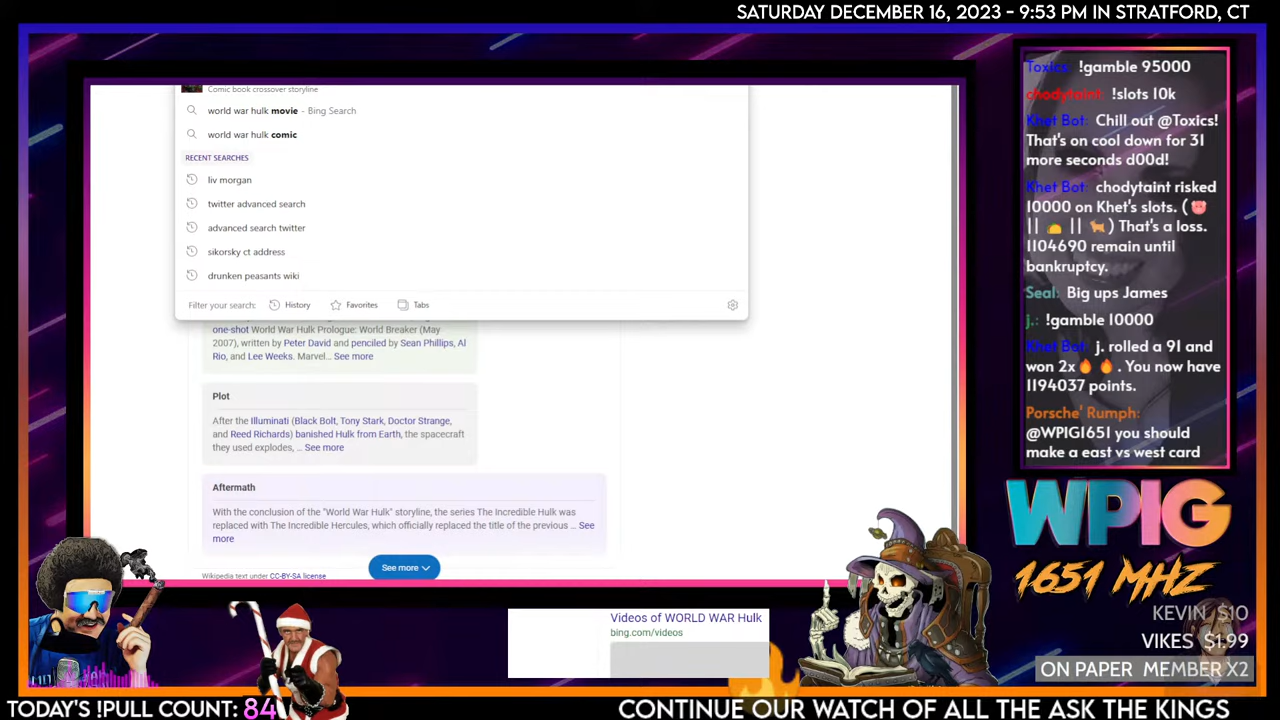 SATURDAY DECEMBER 16, 2023 - 9:53 PM IN STRATFORD, CT
Comic book crossover storyline
world war hulk movie - Bing Search
world war hulk comic
RECENT SEARCHES
liv morgan
twitter advanced search
advanced search twitter
sikorsky ct address
drunken peasants wiki
Filter your search: History Favorites Tabs
one-shot World War Hulk Prologue: World Breaker (May
2007), written by Peter David and penciled by Sean Phillips, Al
Rio, and Lee Weeks. Marvel... See more
Plot
After the Illuminati (Black Bolt, Tony Stark, Doctor Strange,
and Reed Richards) banished Hulk from Earth, the spacecraft
they used explodes, ... See more
Aftermath
With the conclusion of the "World War Hulk" storyline, the series The Incredible Hulk was
replaced with The Incredible Hercules, which officially replaced the title of the previous ... See
more
See more
Wikipedia text under CC-BY-SA license
Toxics: !gamble 95000
chodytaint: !slots 10k
Khet Bot: Chill out @Toxics!
That's on cool down for 31
more seconds d00d!
Khet Bot: chodytaint risked
10000 on Khet's slots. (🐷
|| 🌮 || 🐕) That's a loss.
1104690 remain until
bankruptcy.
Seal: Big ups James
j.: !gamble 10000
Khet Bot: j. rolled a 91 and
won 2x🔥 🔥. You now have
1194037 points.
Porsche' Rumph:
@WPIG1651 you should
make a east vs west card
WPIG
1651 MHZ
KEVIN $10
VIKES $1.99
ON PAPER MEMBER X2
Videos of WORLD WAR Hulk
bing.com/videos
TODAY'S !PULL COUNT: 84
CONTINUE OUR WATCH OF ALL THE ASK THE KINGS